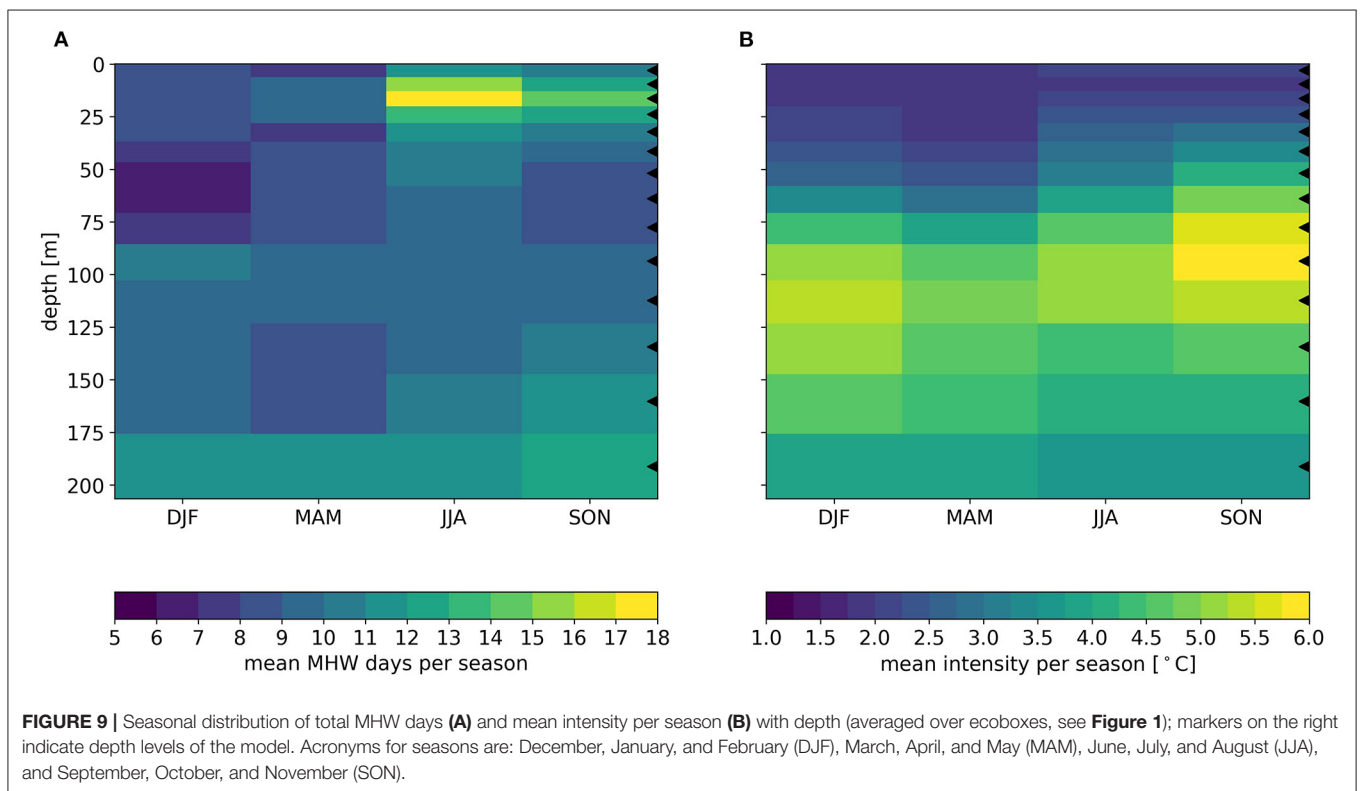 A
B
0
25
50
75
100
125
150
175
200
depth [m]
DJF MAM JJA SON
DJF MAM JJA SON
5 6 7 8 9 10 11 12 13 14 15 16 17 18
mean MHW days per season
1.0 1.5 2.0 2.5 3.0 3.5 4.0 4.5 5.0 5.5 6.0
mean intensity per season [°C]
FIGURE 9 | Seasonal distribution of total MHW days (A) and mean intensity per season (B) with depth (averaged over ecoboxes, see Figure 1); markers on the right
indicate depth levels of the model. Acronyms for seasons are: December, January, and February (DJF), March, April, and May (MAM), June, July, and August (JJA),
and September, October, and November (SON).